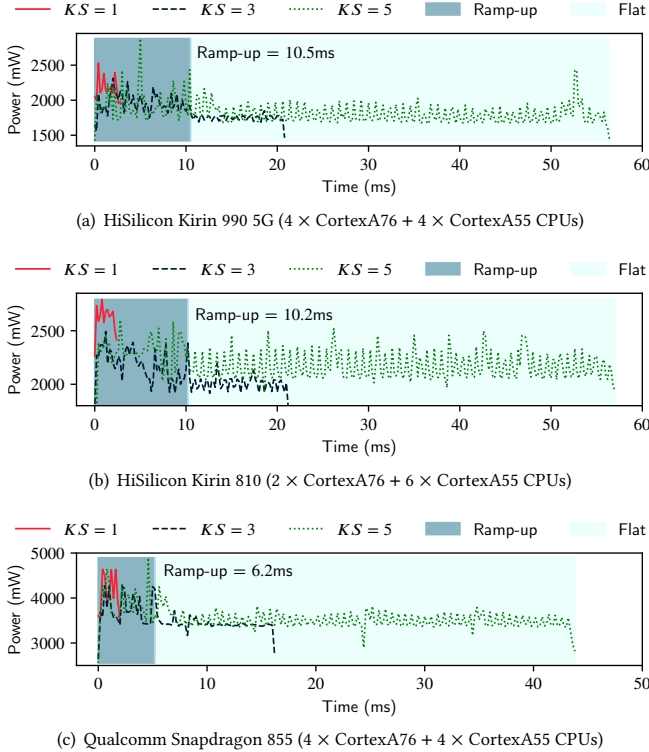 KS = 1 KS = 3 KS = 5 Ramp-up Flat
Ramp-up = 10.5ms
Power (mW)
2500
2000
1500
0 10 20 30 40 50 60
Time (ms)
(a) HiSilicon Kirin 990 5G (4 × CortexA76 + 4 × CortexA55 CPUs)
KS = 1 KS = 3 KS = 5 Ramp-up Flat
Ramp-up = 10.2ms
Power (mW)
2500
2000
0 10 20 30 40 50 60
Time (ms)
(b) HiSilicon Kirin 810 (2 × CortexA76 + 6 × CortexA55 CPUs)
KS = 1 KS = 3 KS = 5 Ramp-up Flat
Ramp-up = 6.2ms
Power (mW)
5000
4000
3000
0 10 20 30 40 50
Time (ms)
(c) Qualcomm Snapdragon 855 (4 × CortexA76 + 4 × CortexA55 CPUs)